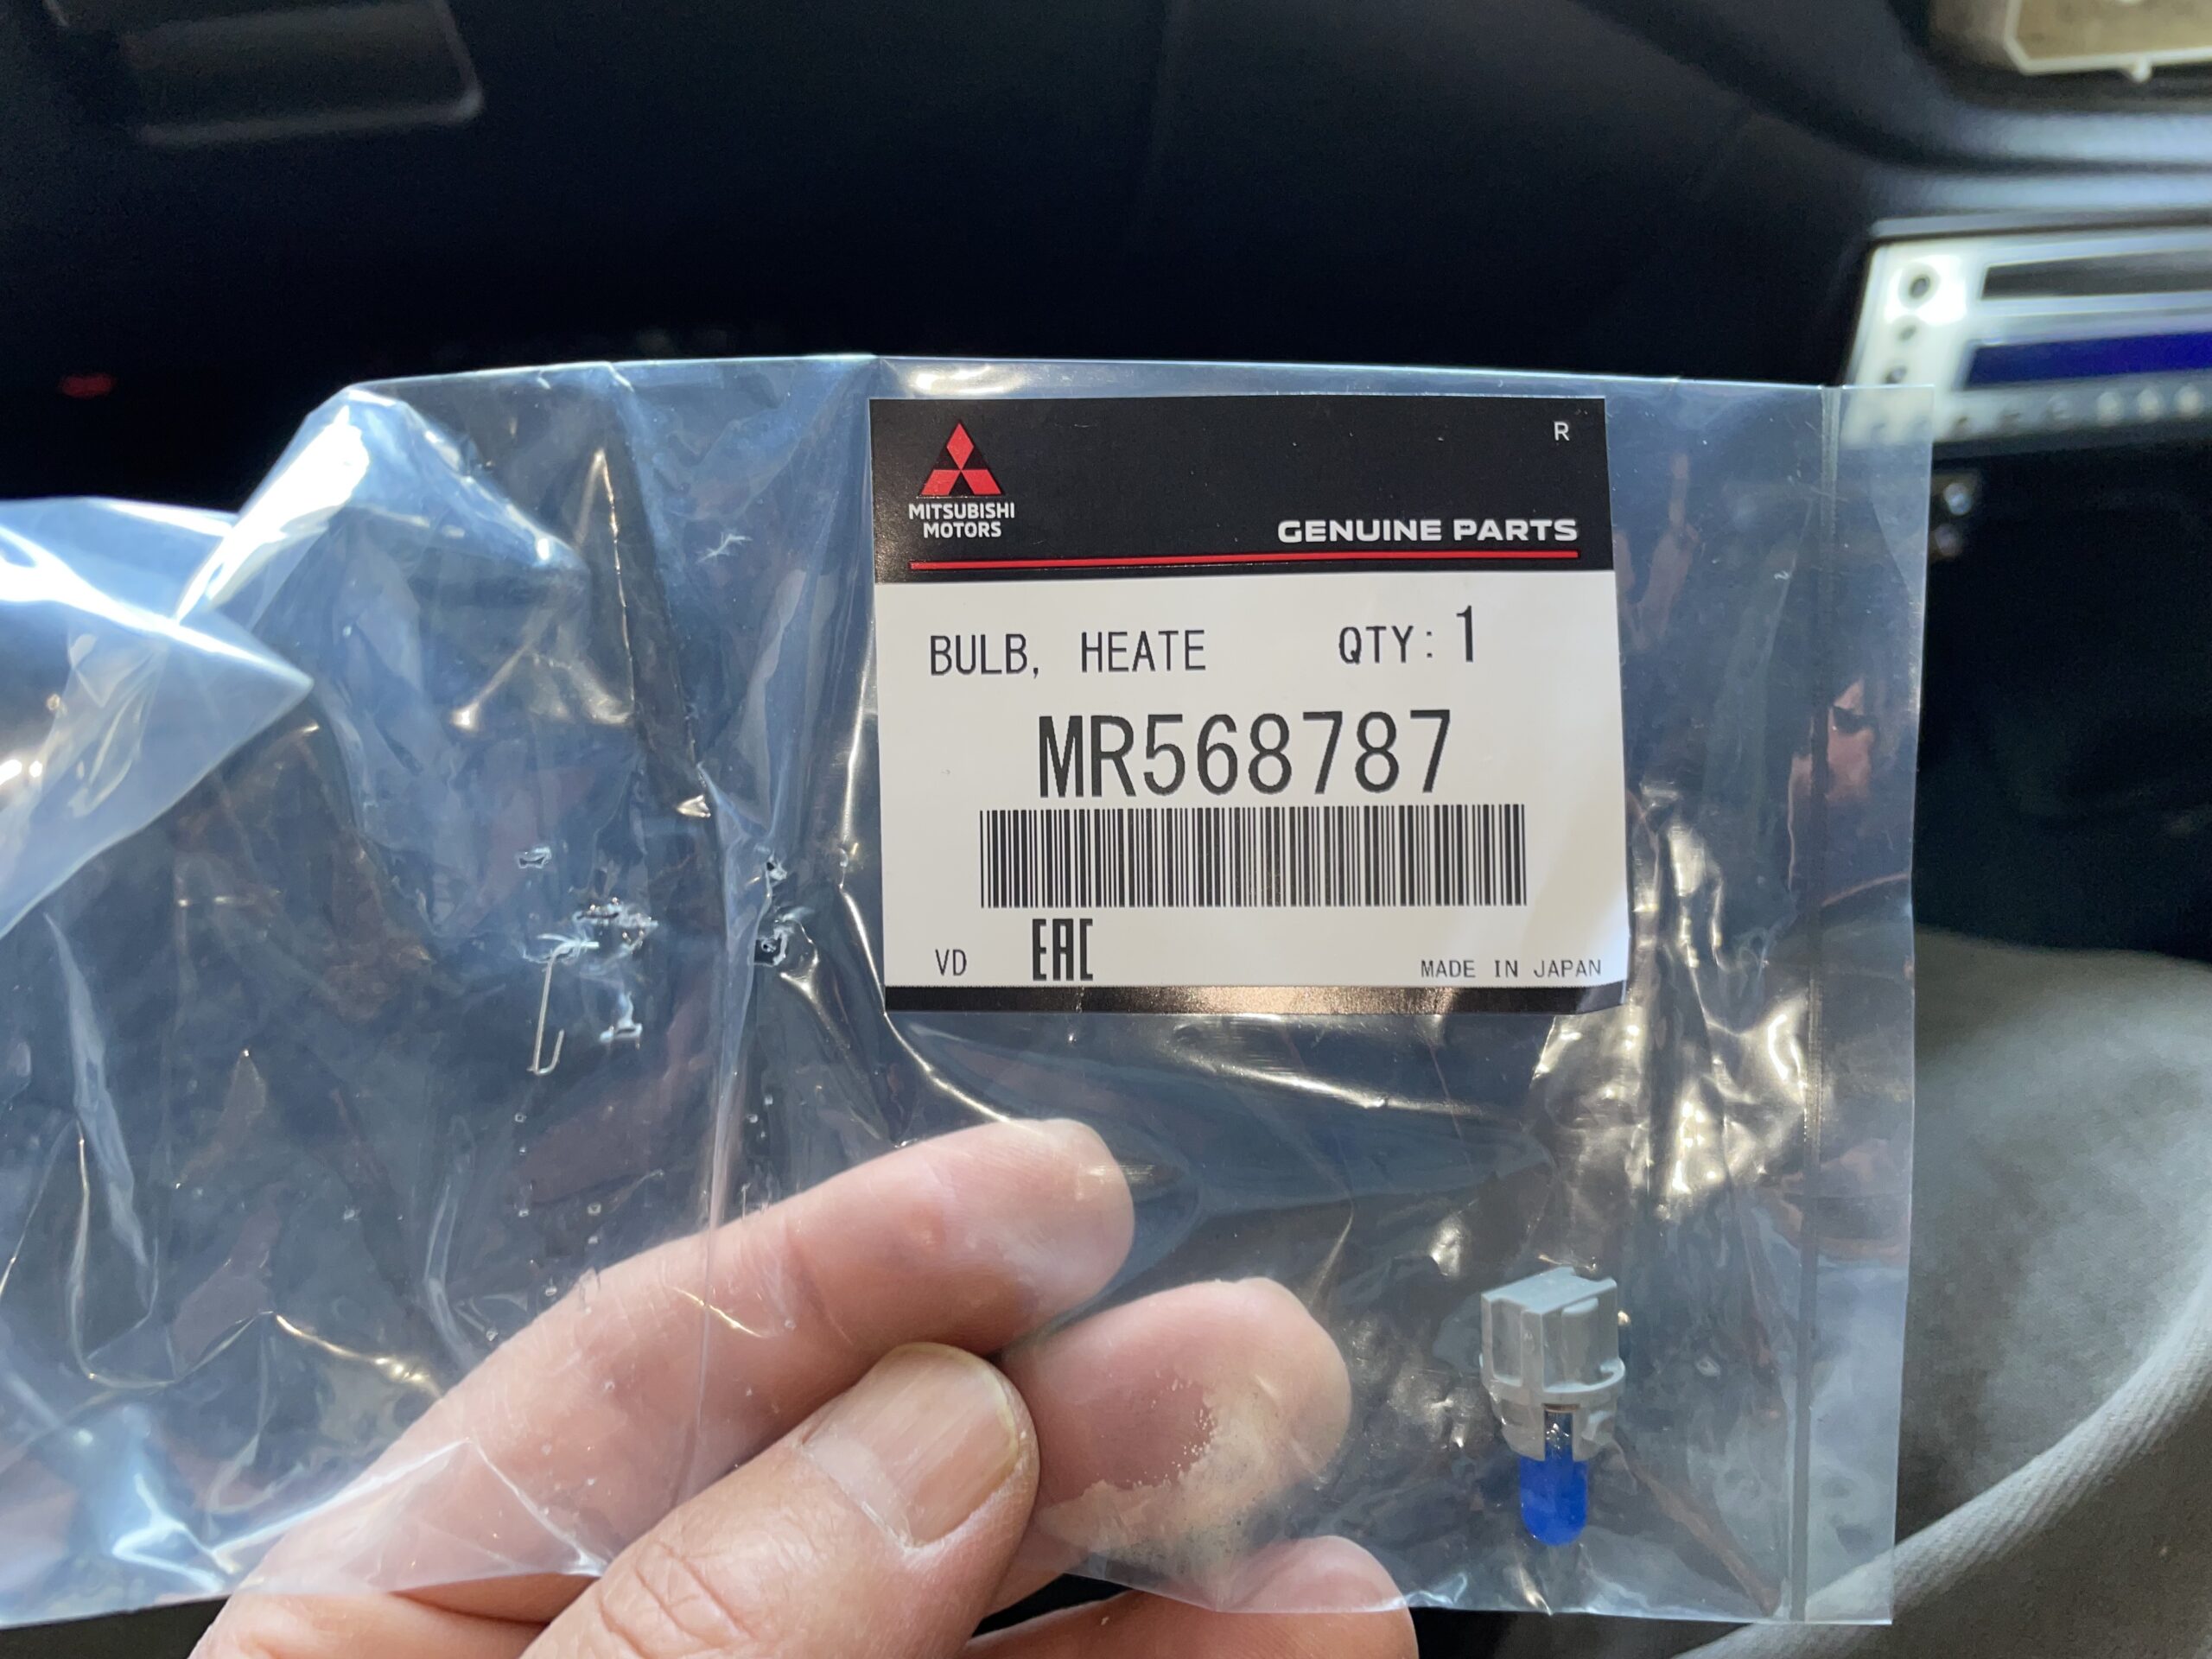 R
MITSUBISHI
MOTORS
GENUINE PARTS
BULB, HEATE QTY: 1
MR568787
VD EAC MADE IN JAPAN